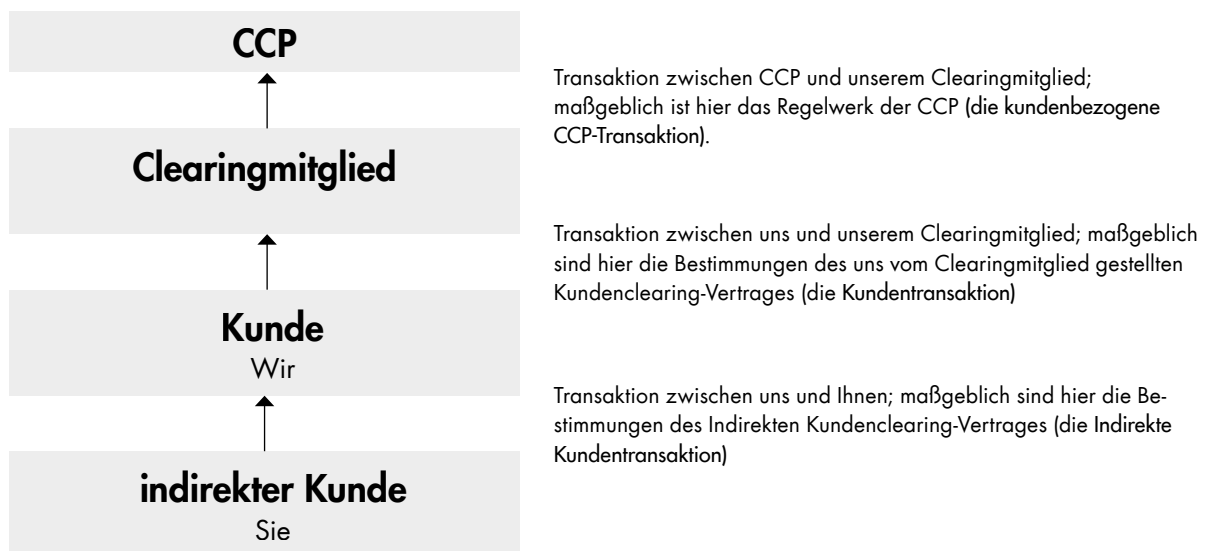 CCP
Transaktion zwischen CCP und unserem Clearingmitglied;
maßgeblich ist hier das Regelwerk der CCP (die kundenbezogene
CCP-Transaktion).
Clearingmitglied
Transaktion zwischen uns und unserem Clearingmitglied; maßgeblich
sind hier die Bestimmungen des uns vom Clearingmitglied gestellten
Kundenclearing-Vertrages (die Kundentransaktion)
Kunde
Wir
Transaktion zwischen uns und Ihnen; maßgeblich sind hier die Be-
stimmungen des Indirekten Kundenclearing-Vertrages (die Indirekte
Kundentransaktion)
indirekter Kunde
Sie